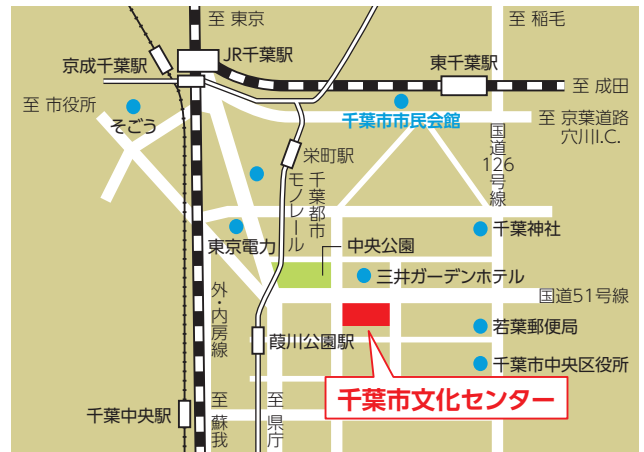 至 東京
至 稲毛
JR千葉駅
京成千葉駅
東千葉駅
至 成田
至 市役所
そごう
千葉市市民会館
至 京葉道路
穴川I.C.
国道126号線
栄町駅
千葉都市
モノレール
千葉神社
東京電力
中央公園
三井ガーデンホテル
外・内房線
国道51号線
若葉郵便局
葭川公園駅
千葉市中央区役所
千葉市文化センター
千葉中央駅
至 蘇我
至 県庁